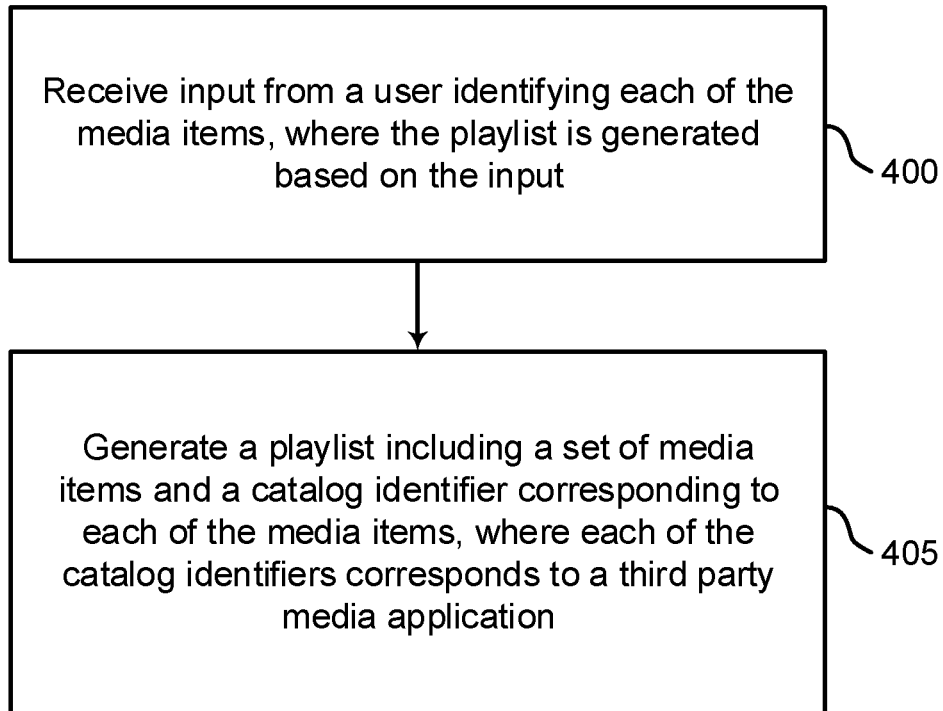 Receive input from a user identifying each of the
media items, where the playlist is generated
based on the input
400
Generate a playlist including a set of media
items and a catalog identifier corresponding to
each of the media items, where each of the
catalog identifiers corresponds to a third party
media application
405